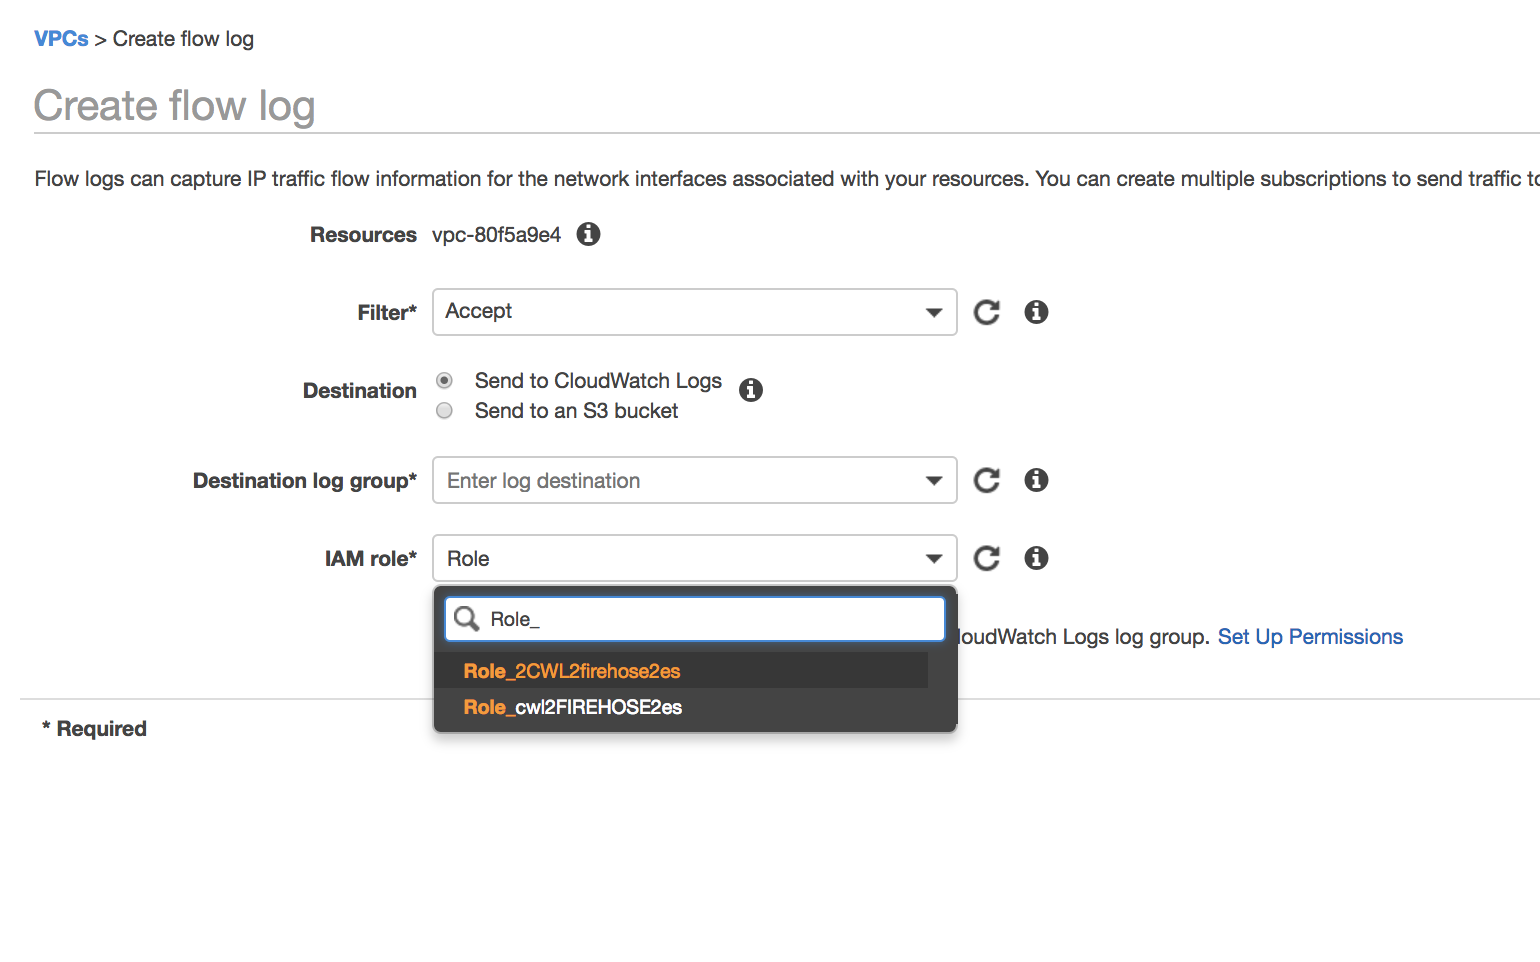 VPCs > Create flow log
Create flow log
Flow logs can capture IP traffic flow information for the network interfaces associated with your resources. You can create multiple subscriptions to send traffic
Resources vpc-80f5a9e4
Filter* Accept
Destination
Send to CloudWatch Logs
Send to an S3 bucket
Destination log group* Enter log destination
IAM role* Role
Role_
loudWatch Logs log group. Set Up Permissions
Role_2CWL2firehose2es
Role_cwl2FIREHOSE2es
* Required